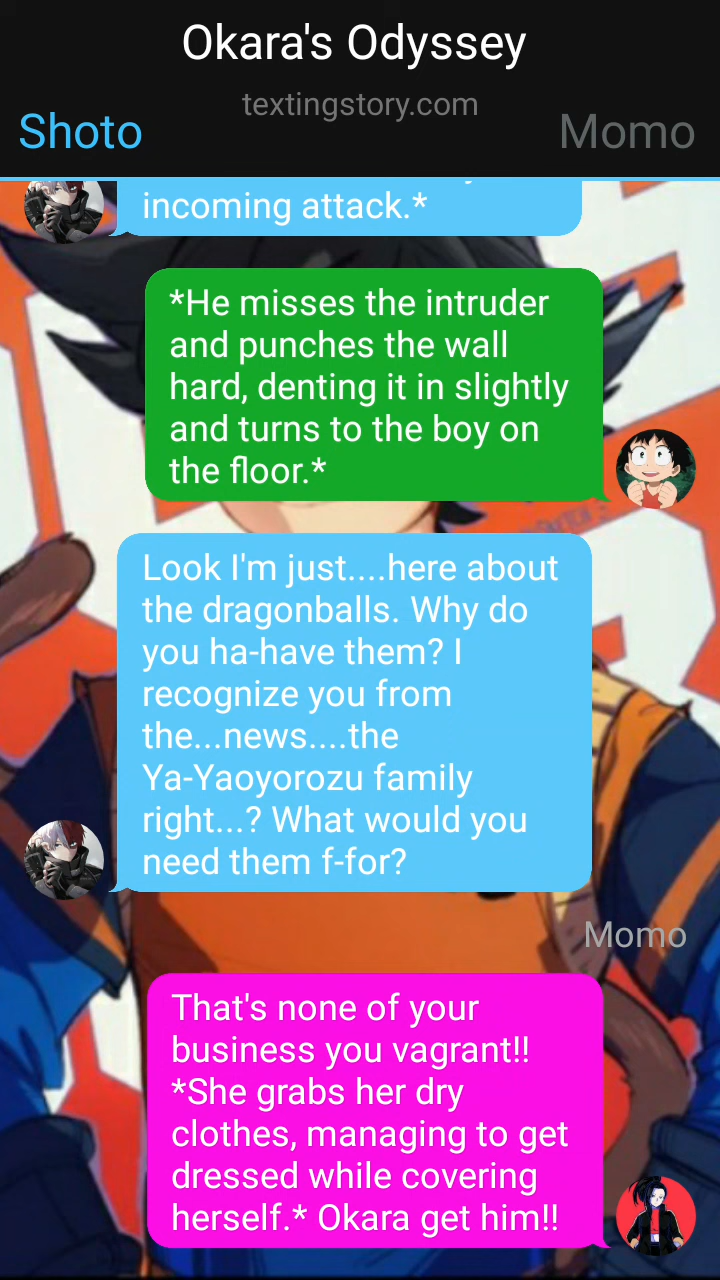 Okara's Odyssey
textingstory.com
Shoto
Momo
incoming attack.*
*He misses the intruder
and punches the wall
hard, denting it in slightly
and turns to the boy on
the floor.*
Look I'm just....here about
the dragonballs. Why do
you ha-have them? I
recognize you from
the...news....the
Ya-Yaoyorozu family
right...? What would you
need them f-for?
Momo
That's none of your
business you vagrant!!
*She grabs her dry
clothes, managing to get
dressed while covering
herself.* Okara get him!!